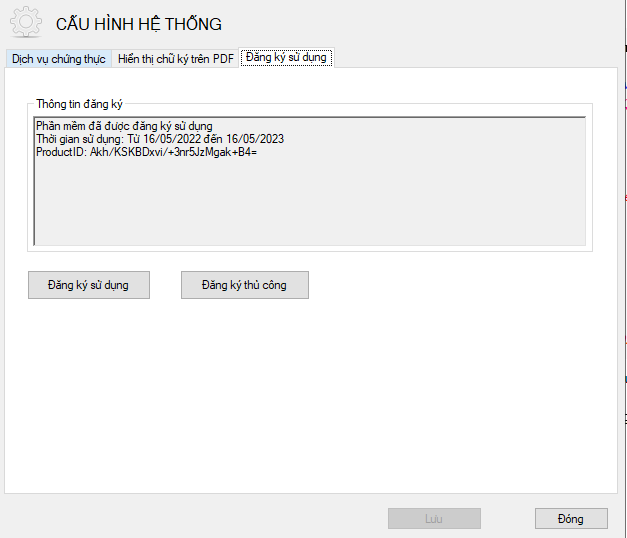 CẤU HÌNH HỆ THỐNG
Dịch vụ chứng thực
Hiển thị chữ ký trên PDF
Đăng ký sử dụng
Thông tin đăng ký
Phần mềm đã được đăng ký sử dụng
Thời gian sử dụng: Từ 16/05/2022 đến 16/05/2023
ProductID: Akh/KSKBDxvi/+3nr5JzMgak+B4=
Đăng ký sử dụng
Đăng ký thủ công
Lưu
Đóng